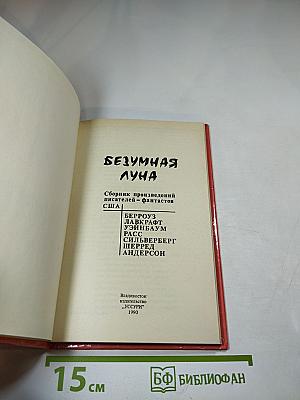 БЕЗУМНАЯ
ЛУНА
Сборник произведений
писателей-фантастов
США
БЕРРОУЗ
ЛАВКРАФТ
УЭЙНБАУМ
РАСС
СИЛЬВЕРБЕРГ
ШЕРРЕД
АНДЕРСОН
Владивосток
издательство
„УССУРИ"
1993
15 см
БФ БИБЛИОФАН